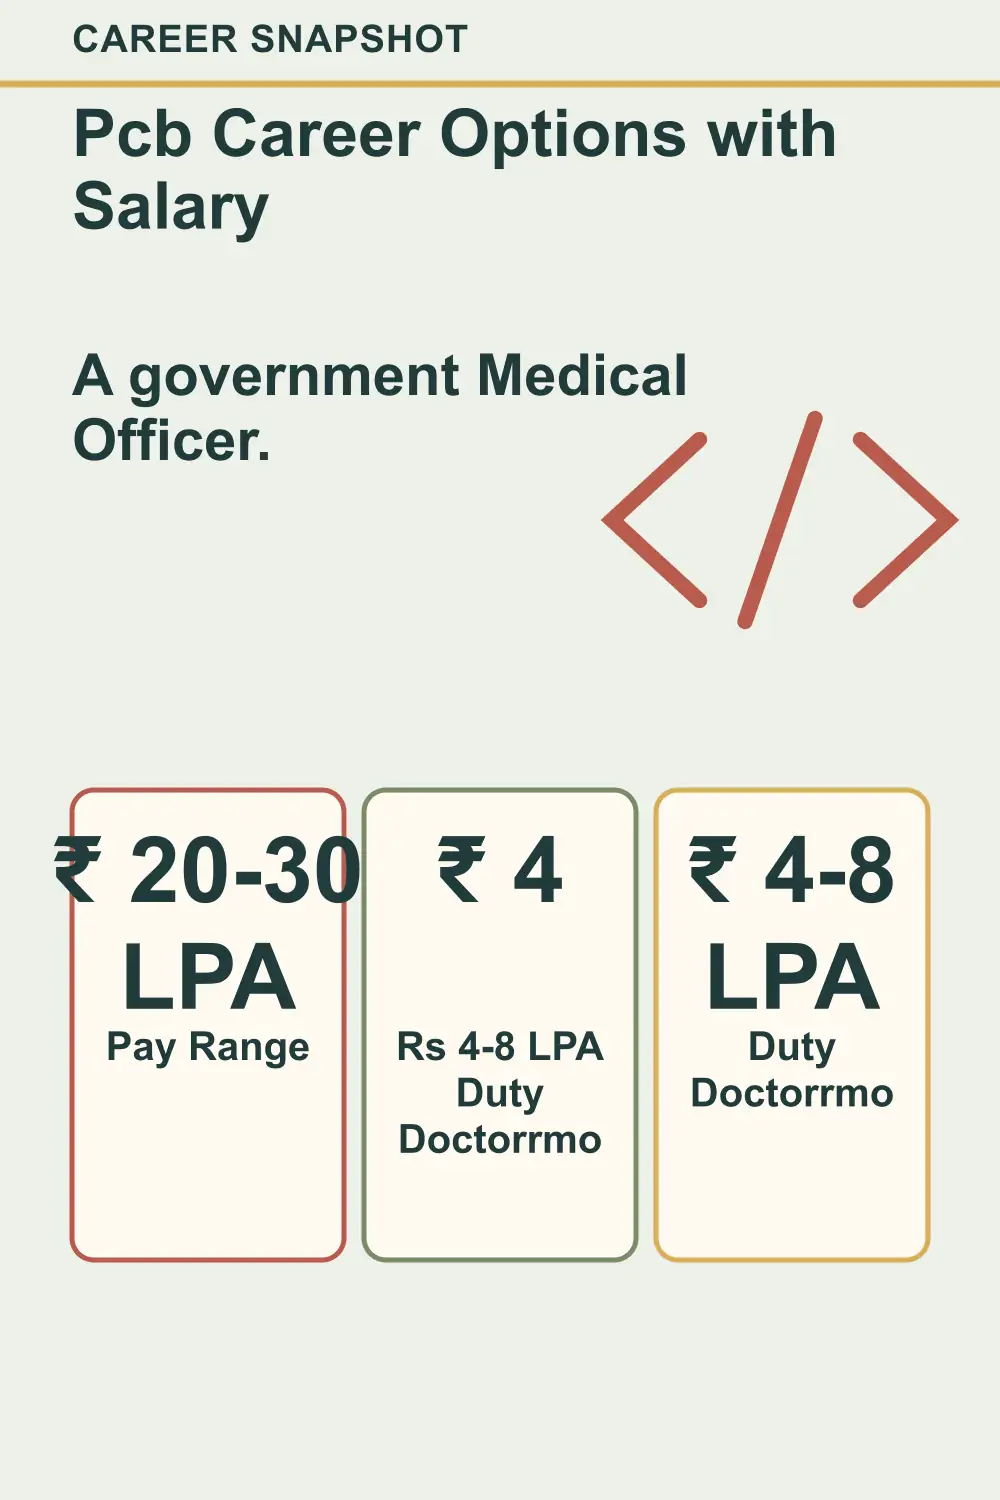 CAREER SNAPSHOT
Pcb Career Options with
Salary
A government Medical
Officer.
₹ 20-30
LPA
Pay Range
₹ 4
Rs 4-8 LPA
Duty
Doctorrmo
₹ 4-8
LPA
Duty
Doctorrmo